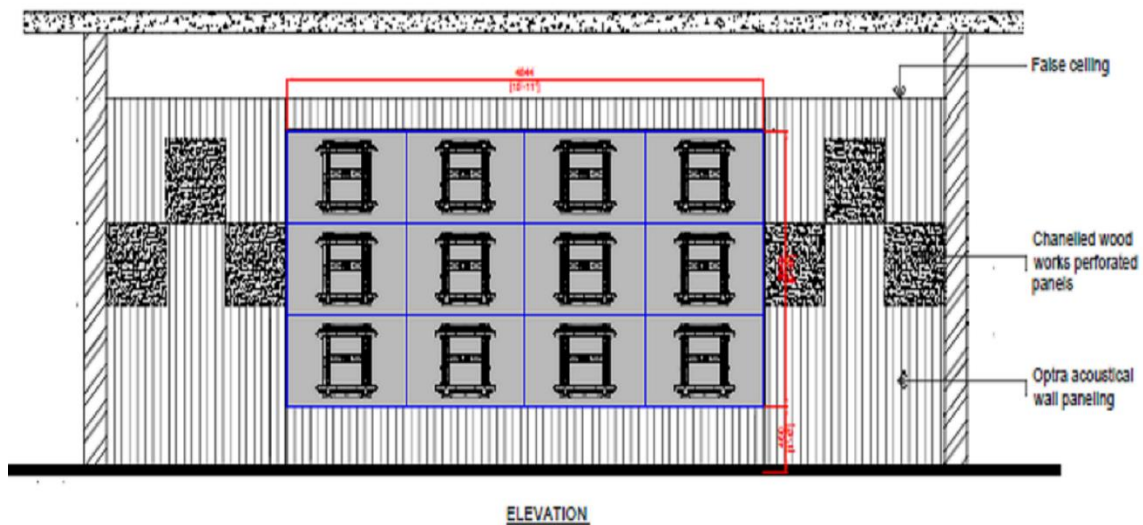 4844
[15'-11"]
False ceiling
Chanelled wood
works perforated
panels
Optra acoustical
wall paneling
ELEVATION